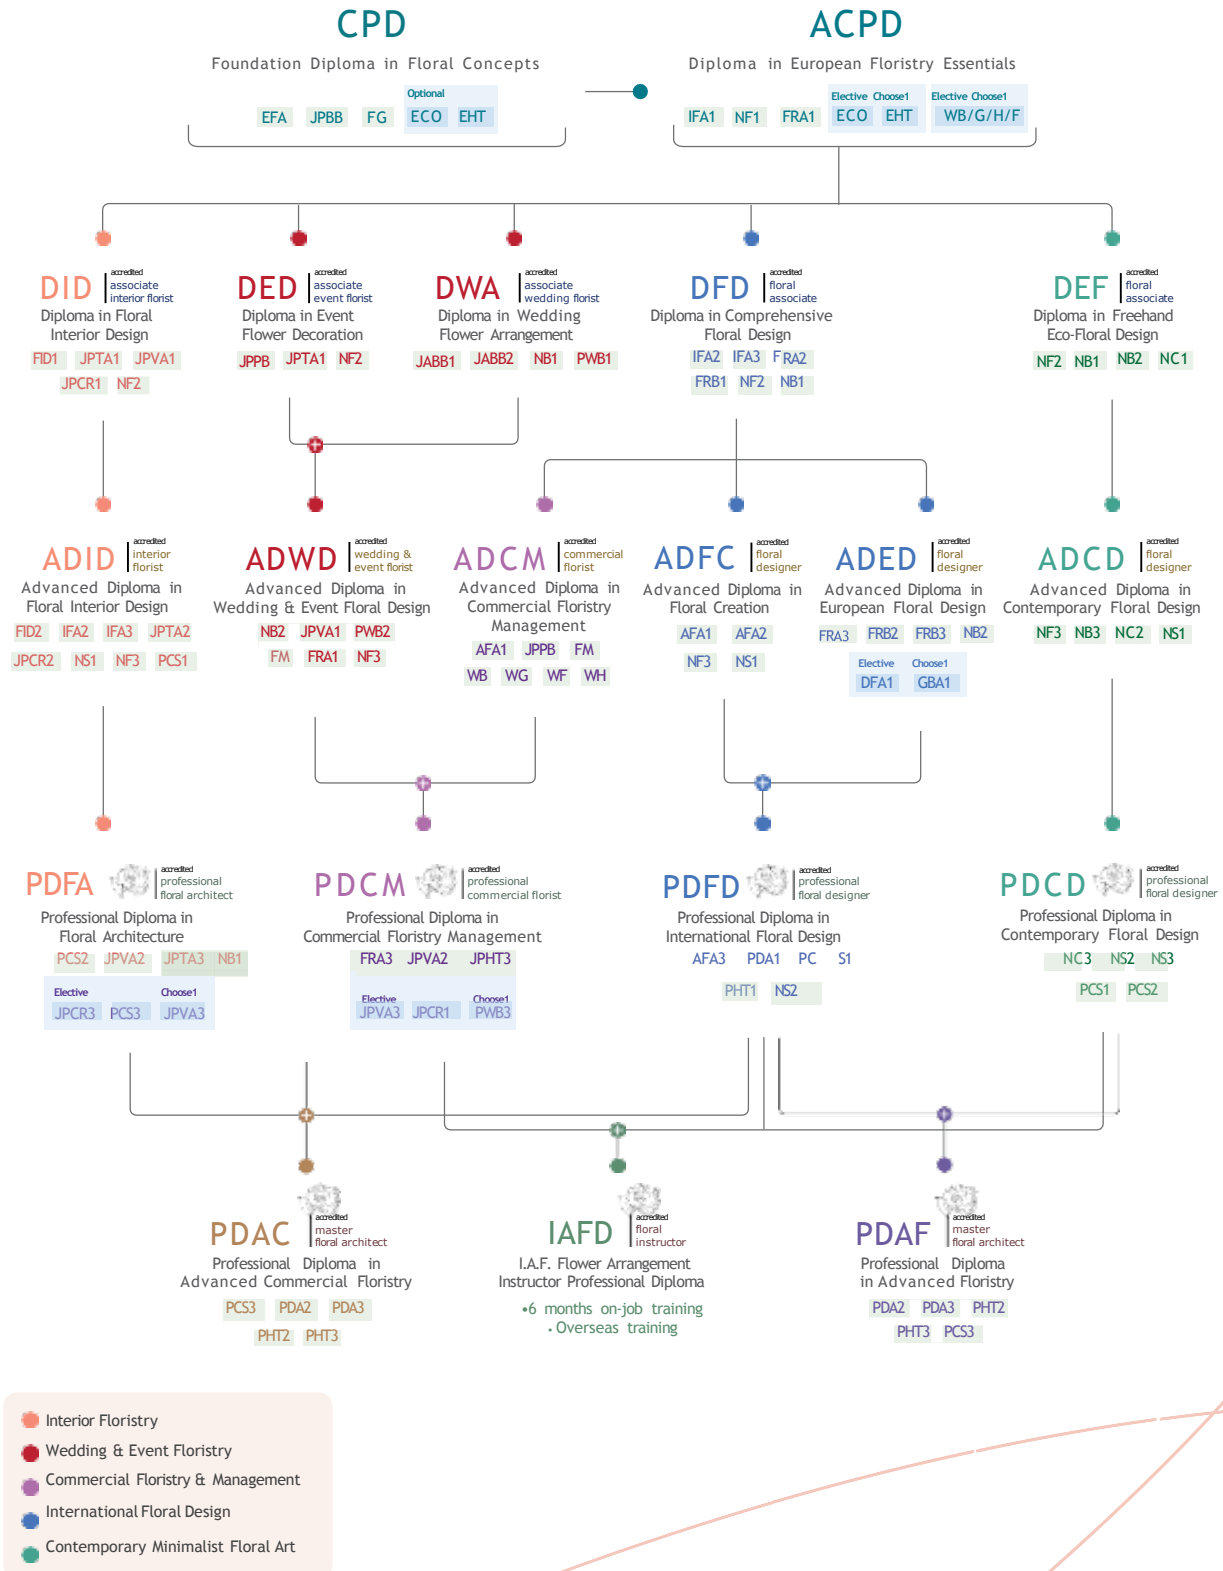 CPD
Foundation Diploma in Floral Concepts
Optional
EFA JPBB FG ECO EHT
ACPD
Diploma in European Floristry Essentials
Elective Choose1 Elective Choose1
IFA1 NF1 FRA1 ECO EHT WB/G/H/F
DID
accredited
associate
interior florist
Diploma in Floral
Interior Design
FID1 JPTA1 JPVA1
JPCR1 NF2
DED
accredited
associate
event florist
Diploma in Event
Flower Decoration
JPPB JPTA1 NF2
DWA
accredited
associate
wedding florist
Diploma in Wedding
Flower Arrangement
JABB1 JABB2 NB1 PWB1
DFD
accredited
floral
associate
Diploma in Comprehensive
Floral Design
IFA2 IFA3 FRA2
FRB1 NF2 NB1
DEF
accredited
floral
associate
Diploma in Freehand
Eco-Floral Design
NF2 NB1 NB2 NC1
ADID
accredited
interior
florist
Advanced Diploma in
Floral Interior Design
FID2 IFA2 IFA3 JPTA2
JPCR2 NS1 NF3 PCS1
ADWD
accredited
wedding &
event florist
Advanced Diploma in
Wedding & Event Floral Design
NB2 JPVA1 PWB2
FM FRA1 NF3
ADCM
accredited
commercial
florist
Advanced Diploma in
Commercial Floristry
Management
AFA1 JPPB FM
WB WG WF WH
ADFC
accredited
floral
designer
Advanced Diploma in
Floral Creation
AFA1 AFA2
NF3 NS1
ADED
accredited
floral
designer
Advanced Diploma in
European Floral Design
FRA3 FRB2 FRB3 NB2
Elective Choose1
DFA1 GBA1
ADCD
accredited
floral
designer
Advanced Diploma in
Contemporary Floral Design
NF3 NB3 NC2 NS1
PDFA
accredited
professional
floral architect
Professional Diploma in
Floral Architecture
PCS2 JPVA2 JPTA3 NB1
Elective Choose1
JPCR3 PCS3 JPVA3
PDCM
accredited
professional
commercial florist
Professional Diploma in
Commercial Floristry Management
FRA3 JPVA2 JPHT3
Elective Choose1
JPVA3 JPCR1 PWB3
PDFD
accredited
professional
floral designer
Professional Diploma in
International Floral Design
AFA3 PDA1 PC S1
PHT1 NS2
PDCD
accredited
professional
floral designer
Professional Diploma in
Contemporary Floral Design
NC3 NS2 NS3
PCS1 PCS2
PDAC
accredited
master
floral architect
Professional Diploma in
Advanced Commercial Floristry
PCS3 PDA2 PDA3
PHT2 PHT3
IAFD
accredited
floral
instructor
I.A.F. Flower Arrangement
Instructor Professional Diploma
•6 months on-job training
• Overseas training
PDAF
accredited
master
floral architect
Professional Diploma
in Advanced Floristry
PDA2 PDA3 PHT2
PHT3 PCS3
Interior Floristry
Wedding & Event Floristry
Commercial Floristry & Management
International Floral Design
Contemporary Minimalist Floral Art